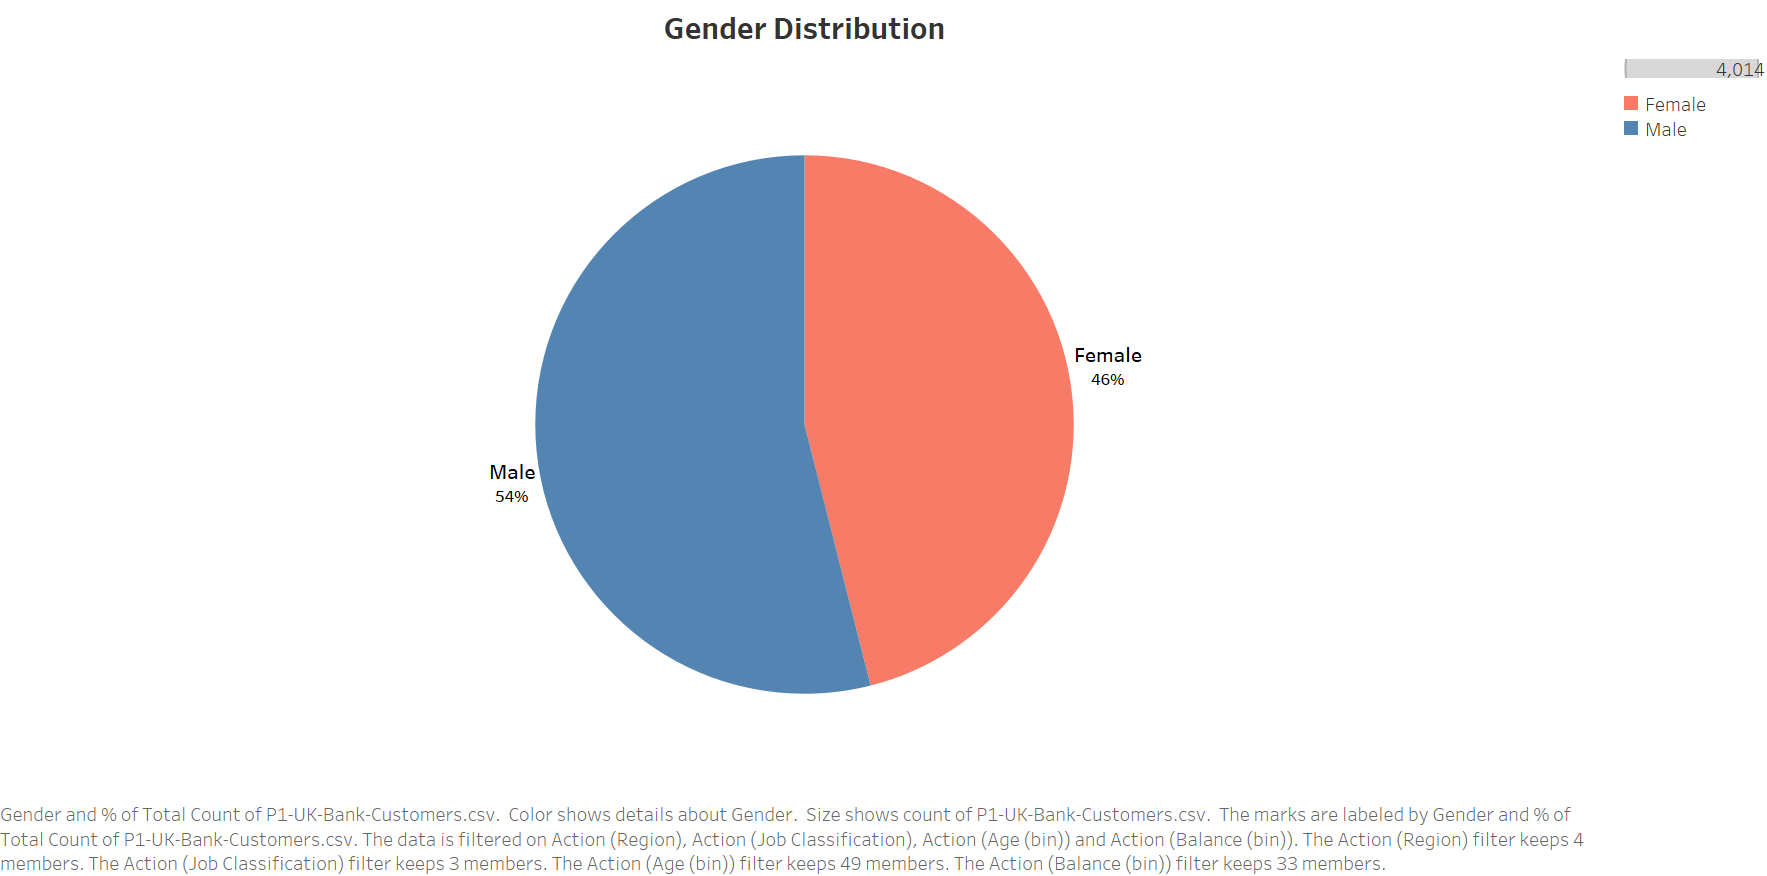 Gender Distribution
4,014
Female
Male
Female
46%
Male
54%
Gender and % of Total Count of P1-UK-Bank-Customers.csv.  Color shows details about Gender.  Size shows count of P1-UK-Bank-Customers.csv.  The marks are labeled by Gender and % of
Total Count of P1-UK-Bank-Customers.csv. The data is filtered on Action (Region), Action (Job Classification), Action (Age (bin)) and Action (Balance (bin)). The Action (Region) filter keeps 4
members. The Action (Job Classification) filter keeps 3 members. The Action (Age (bin)) filter keeps 49 members. The Action (Balance (bin)) filter keeps 33 members.